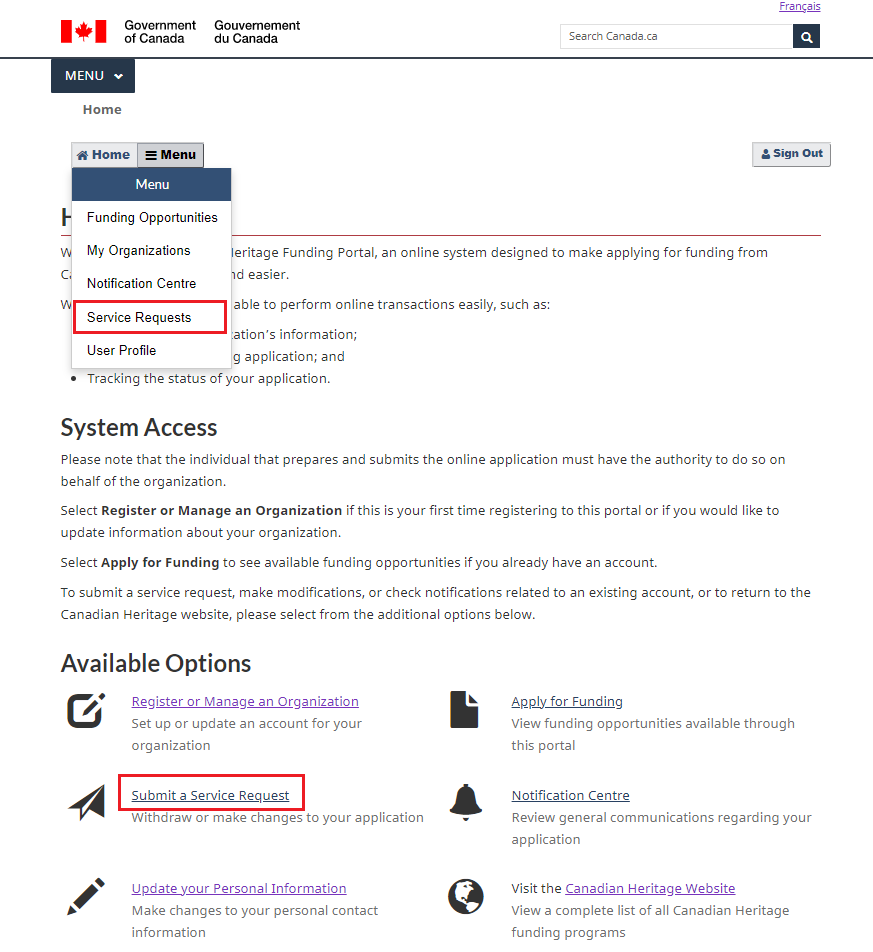 Français
Government of Canada
Gouvernement du Canada
Search Canada.ca
MENU
Home
Home
Menu
Sign Out
Menu
Funding Opportunities
My Organizations
Notification Centre
Service Requests
User Profile
H
W
eritage Funding Portal, an online system designed to make applying for funding from
Ca
nd easier.
W
able to perform online transactions easily, such as:
ation's information;
g application; and
• Tracking the status of your application.
System Access
Please note that the individual that prepares and submits the online application must have the authority to do so on
behalf of the organization.
Select Register or Manage an Organization if this is your first time registering to this portal or if you would like to
update information about your organization.
Select Apply for Funding to see available funding opportunities if you already have an account.
To submit a service request, make modifications, or check notifications related to an existing account, or to return to the
Canadian Heritage website, please select from the additional options below.
Available Options
Register or Manage an Organization
Set up or update an account for your
organization
Apply for Funding
View funding opportunities available through
this portal
Submit a Service Request
Withdraw or make changes to your application
Notification Centre
Review general communications regarding your
application
Update your Personal Information
Make changes to your personal contact
information
Visit the Canadian Heritage Website
View a complete list of all Canadian Heritage
funding programs